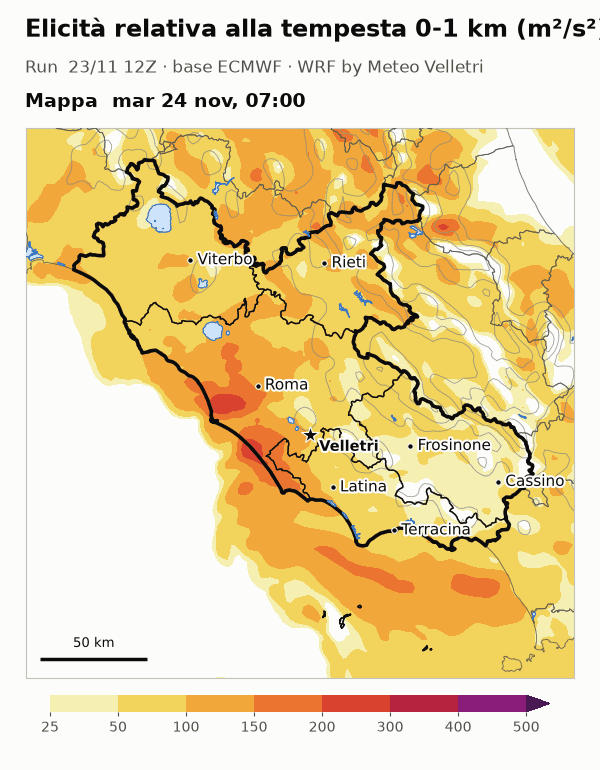 Elicità relativa alla tempesta 0-1 km (m²/s²)
Run  23/11 12Z · base ECMWF · WRF by Meteo Velletri
Mappa  mar 24 nov, 07:00
Viterbo
Rieti
Roma
Velletri
Frosinone
Cassino
Latina
Terracina
50 km
25 50 100 150 200 300 400 500